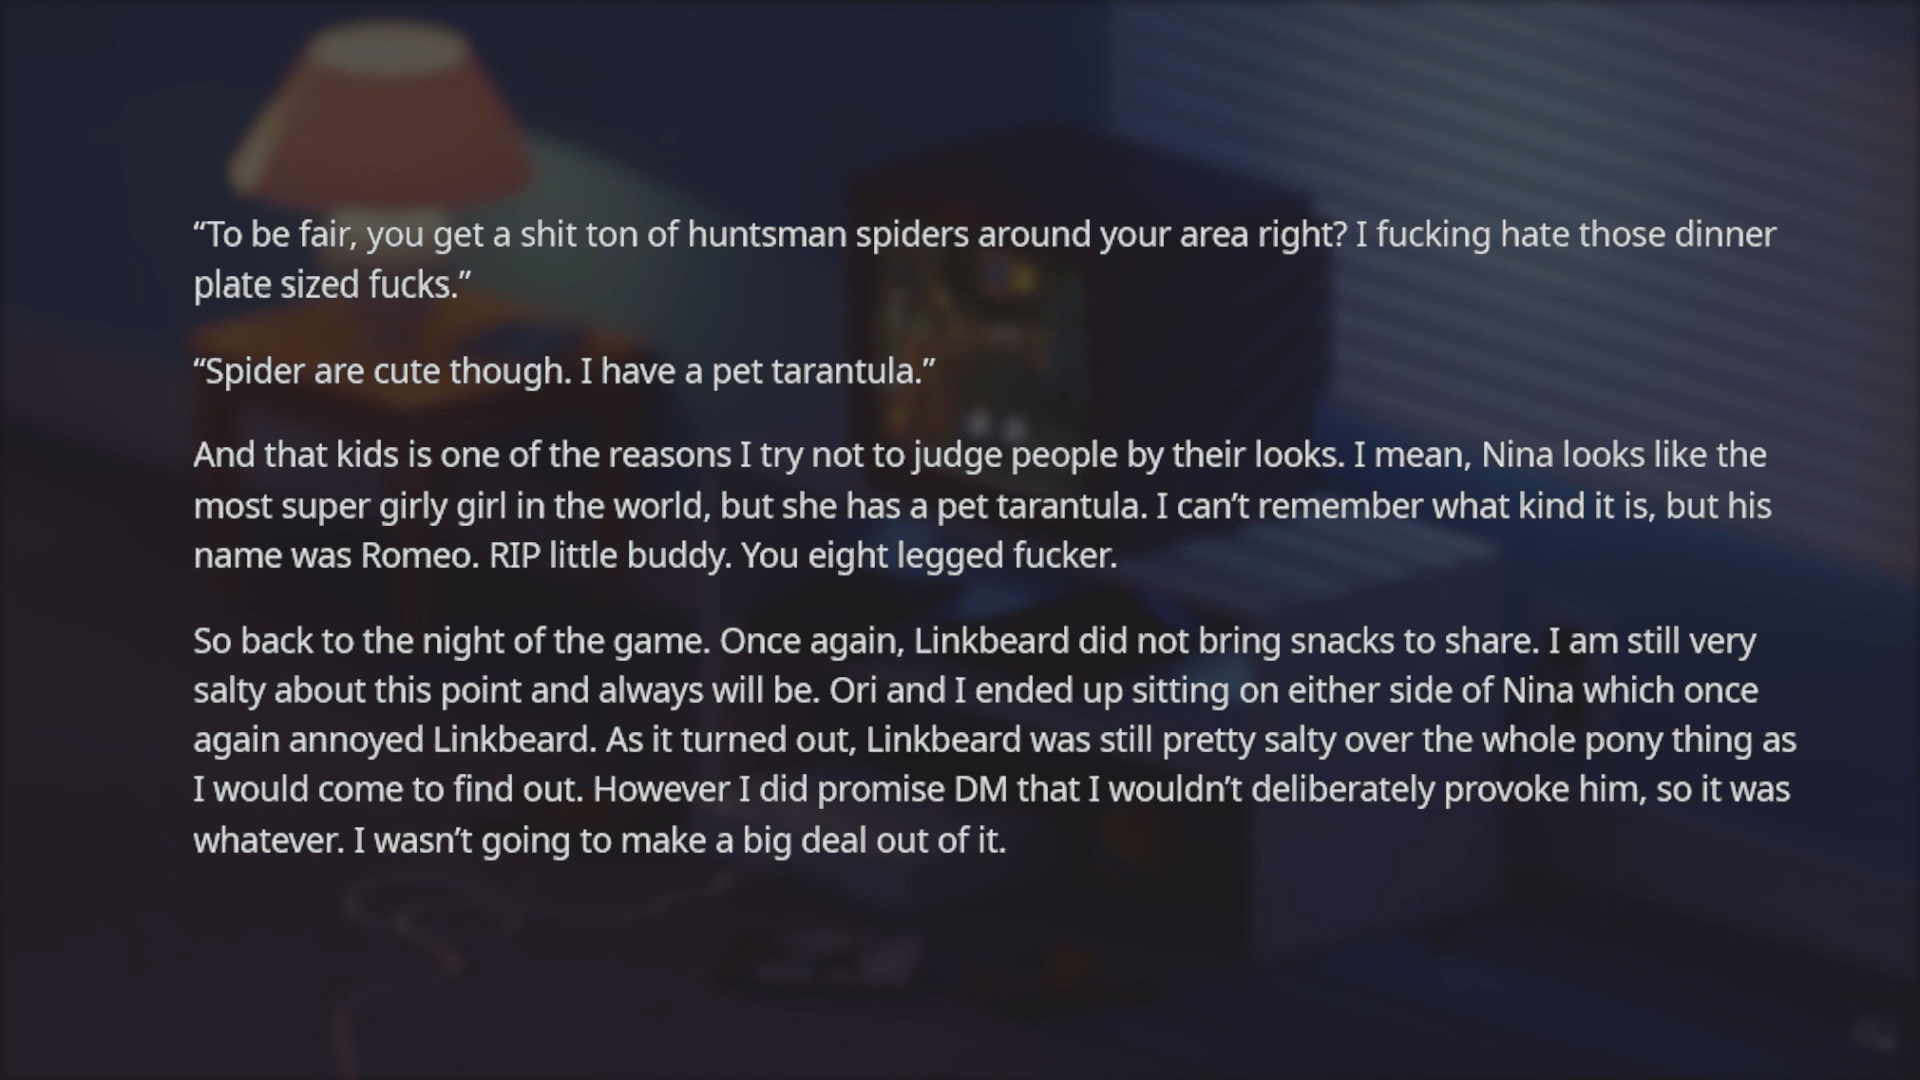 “To be fair, you get a shit ton of huntsman spiders around your area right? I fucking hate those dinner
plate sized fucks.”
“Spider are cute though. I have a pet tarantula.”
And that kids is one of the reasons I try not to judge people by their looks. I mean, Nina looks like the
most super girly girl in the world, but she has a pet tarantula. I can’t remember what kind it is, but his
name was Romeo. RIP little buddy. You eight legged fucker.
So back to the night of the game. Once again, Linkbeard did not bring snacks to share. I am still very
salty about this point and always will be. Ori and I ended up sitting on either side of Nina which once
again annoyed Linkbeard. As it turned out, Linkbeard was still pretty salty over the whole pony thing as
I would come to find out. However I did promise DM that I wouldn’t deliberately provoke him, so it was
whatever. I wasn’t going to make a big deal out of it.